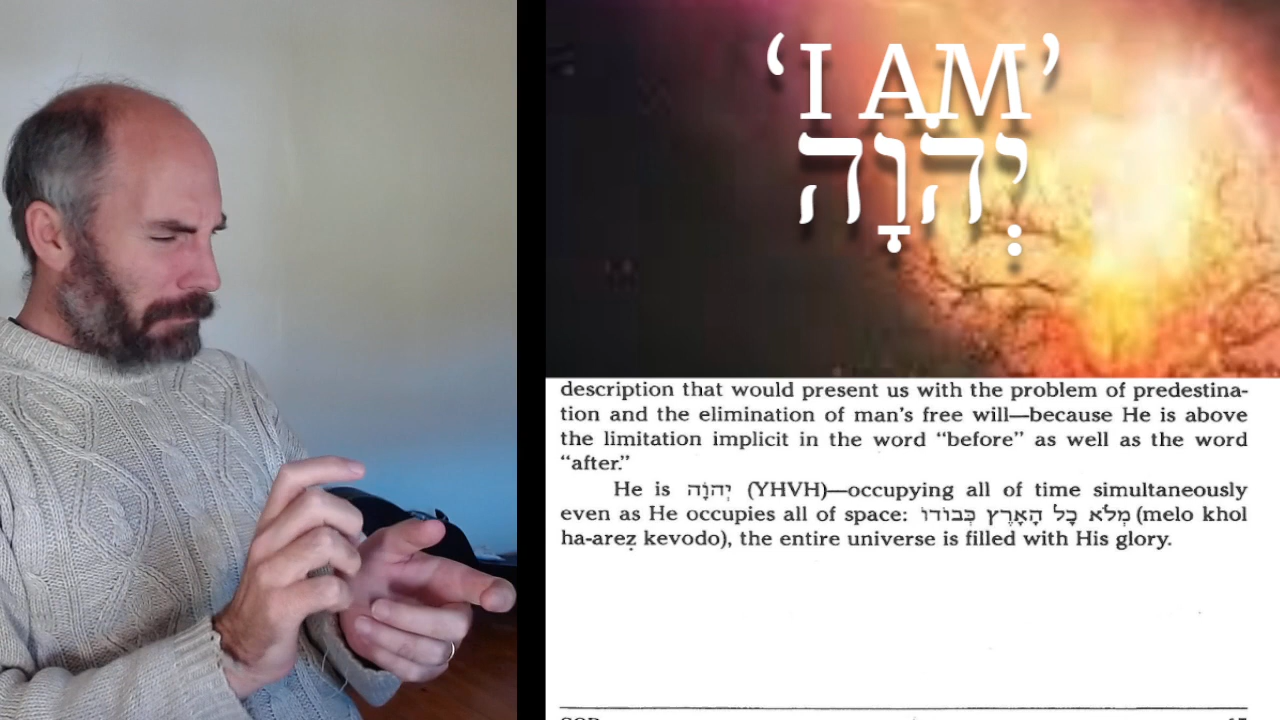 ‘I AM’
יְהֹוָה
description that would present us with the problem of predestina-
tion and the elimination of man's free will—because He is above
the limitation implicit in the word “before” as well as the word
“after.”
He is יְהוָֹה (YHVH)—occupying all of time simultaneously
even as He occupies all of space: מְלֹא כָל הָאָרֶץ כְּבוֹדוֹ (melo khol
ha-areẓ kevodo), the entire universe is filled with His glory.